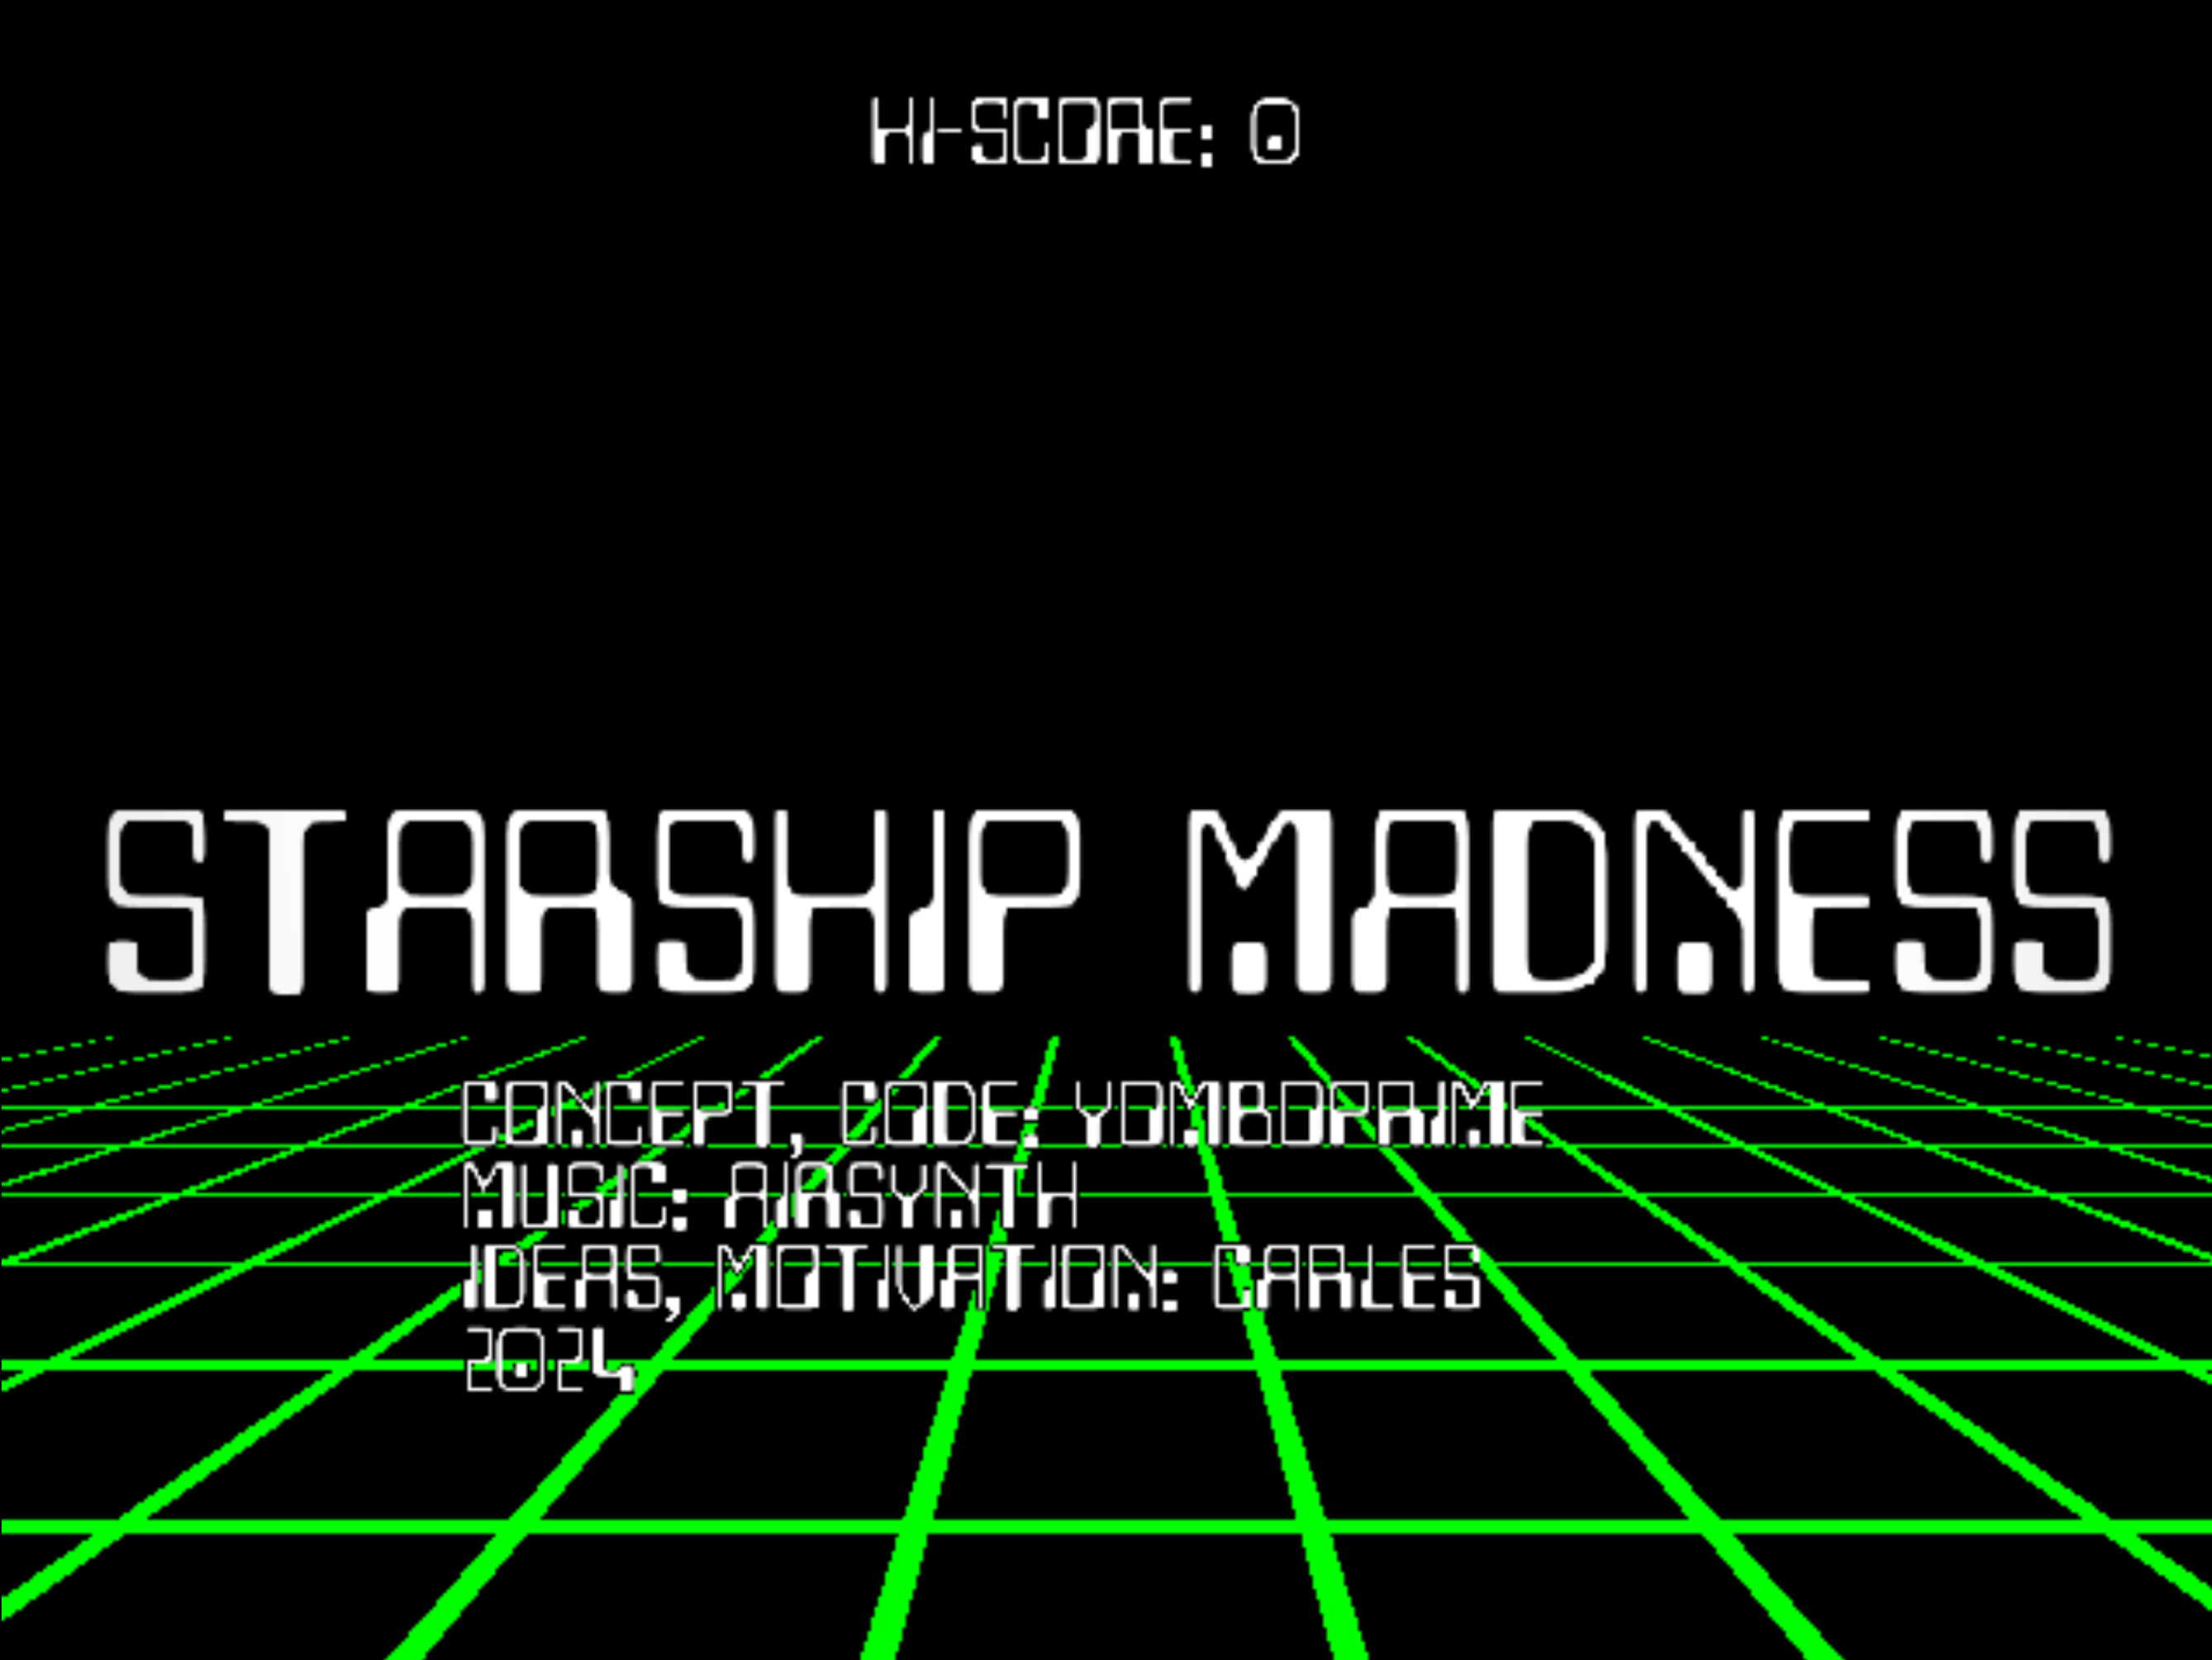 HI-SCORE: 0
STARSHIP MADNESS
CONCEPT, CODE: YOMBOPRIME
MUSIC: AIRSYNTH
IDEAS, MOTIVATION: CARLES
2024